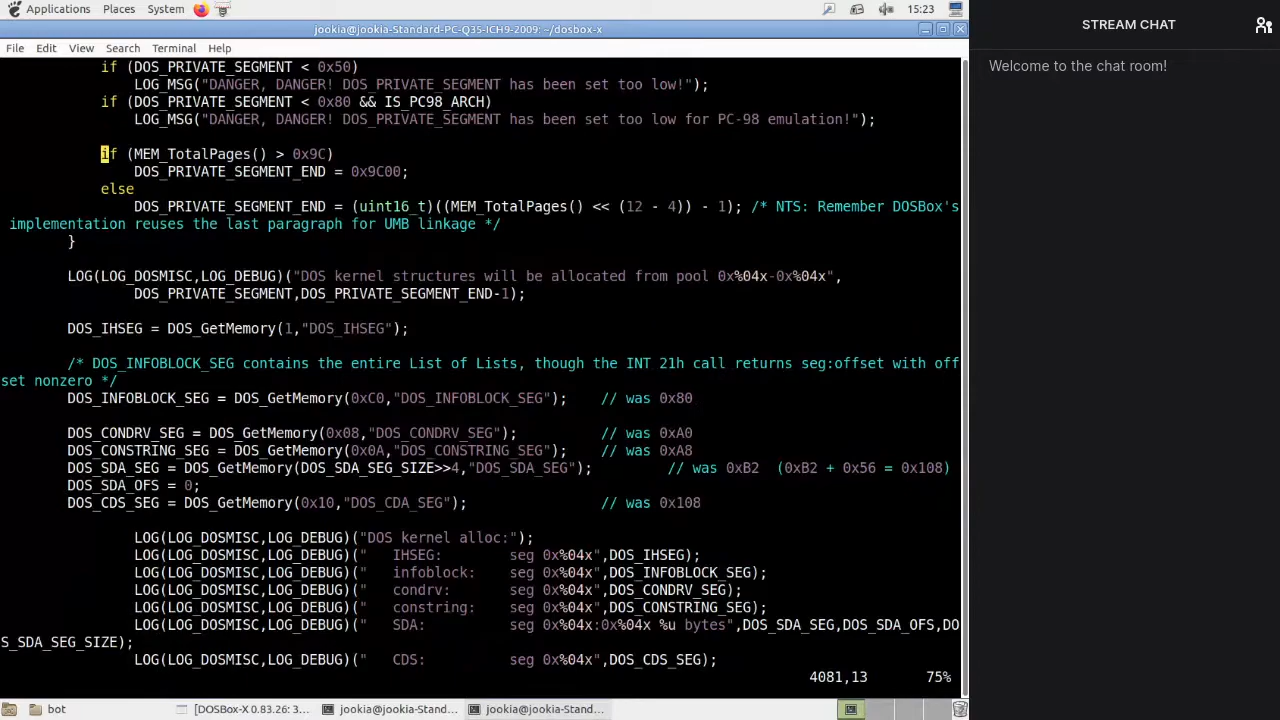 Applications Places System 15:23
jookia@jookia-Standard-PC-Q35-ICH9-2009: ~/dosbox-x
File Edit View Search Terminal Help
if (DOS_PRIVATE_SEGMENT < 0x50)
LOG_MSG("DANGER, DANGER! DOS_PRIVATE_SEGMENT has been set too low!");
if (DOS_PRIVATE_SEGMENT < 0x80 && IS_PC98_ARCH)
LOG_MSG("DANGER, DANGER! DOS_PRIVATE_SEGMENT has been set too low for PC-98 emulation!");
if (MEM_TotalPages() > 0x9C)
DOS_PRIVATE_SEGMENT_END = 0x9C00;
else
DOS_PRIVATE_SEGMENT_END = (uint16_t)((MEM_TotalPages() << (12 - 4)) - 1); /* NTS: Remember DOSBox's
implementation reuses the last paragraph for UMB linkage */
}
LOG(LOG_DOSMISC,LOG_DEBUG)("DOS kernel structures will be allocated from pool 0x%04x-0x%04x",
DOS_PRIVATE_SEGMENT,DOS_PRIVATE_SEGMENT_END-1);
DOS_IHSEG = DOS_GetMemory(1,"DOS_IHSEG");
/* DOS_INFOBLOCK_SEG contains the entire List of Lists, though the INT 21h call returns seg:offset with off
set nonzero */
DOS_INFOBLOCK_SEG = DOS_GetMemory(0xC0,"DOS_INFOBLOCK_SEG"); // was 0x80
DOS_CONDRV_SEG = DOS_GetMemory(0x08,"DOS_CONDRV_SEG"); // was 0xA0
DOS_CONSTRING_SEG = DOS_GetMemory(0x0A,"DOS_CONSTRING_SEG"); // was 0xA8
DOS_SDA_SEG = DOS_GetMemory(DOS_SDA_SEG_SIZE>>4,"DOS_SDA_SEG"); // was 0xB2 (0xB2 + 0x56 = 0x108)
DOS_SDA_OFS = 0;
DOS_CDS_SEG = DOS_GetMemory(0x10,"DOS_CDA_SEG"); // was 0x108
LOG(LOG_DOSMISC,LOG_DEBUG)("DOS kernel alloc:");
LOG(LOG_DOSMISC,LOG_DEBUG)(" IHSEG: seg 0x%04x",DOS_IHSEG);
LOG(LOG_DOSMISC,LOG_DEBUG)(" infoblock: seg 0x%04x",DOS_INFOBLOCK_SEG);
LOG(LOG_DOSMISC,LOG_DEBUG)(" condrv: seg 0x%04x",DOS_CONDRV_SEG);
LOG(LOG_DOSMISC,LOG_DEBUG)(" constring: seg 0x%04x",DOS_CONSTRING_SEG);
LOG(LOG_DOSMISC,LOG_DEBUG)(" SDA: seg 0x%04x:0x%04x %u bytes",DOS_SDA_SEG,DOS_SDA_OFS,DO
S_SDA_SEG_SIZE);
LOG(LOG_DOSMISC,LOG_DEBUG)(" CDS: seg 0x%04x",DOS_CDS_SEG);
4081,13 75%
bot [DOSBox-X 0.83.26: 3... jookia@jookia-Stand... jookia@jookia-Stand...
STREAM CHAT
Welcome to the chat room!